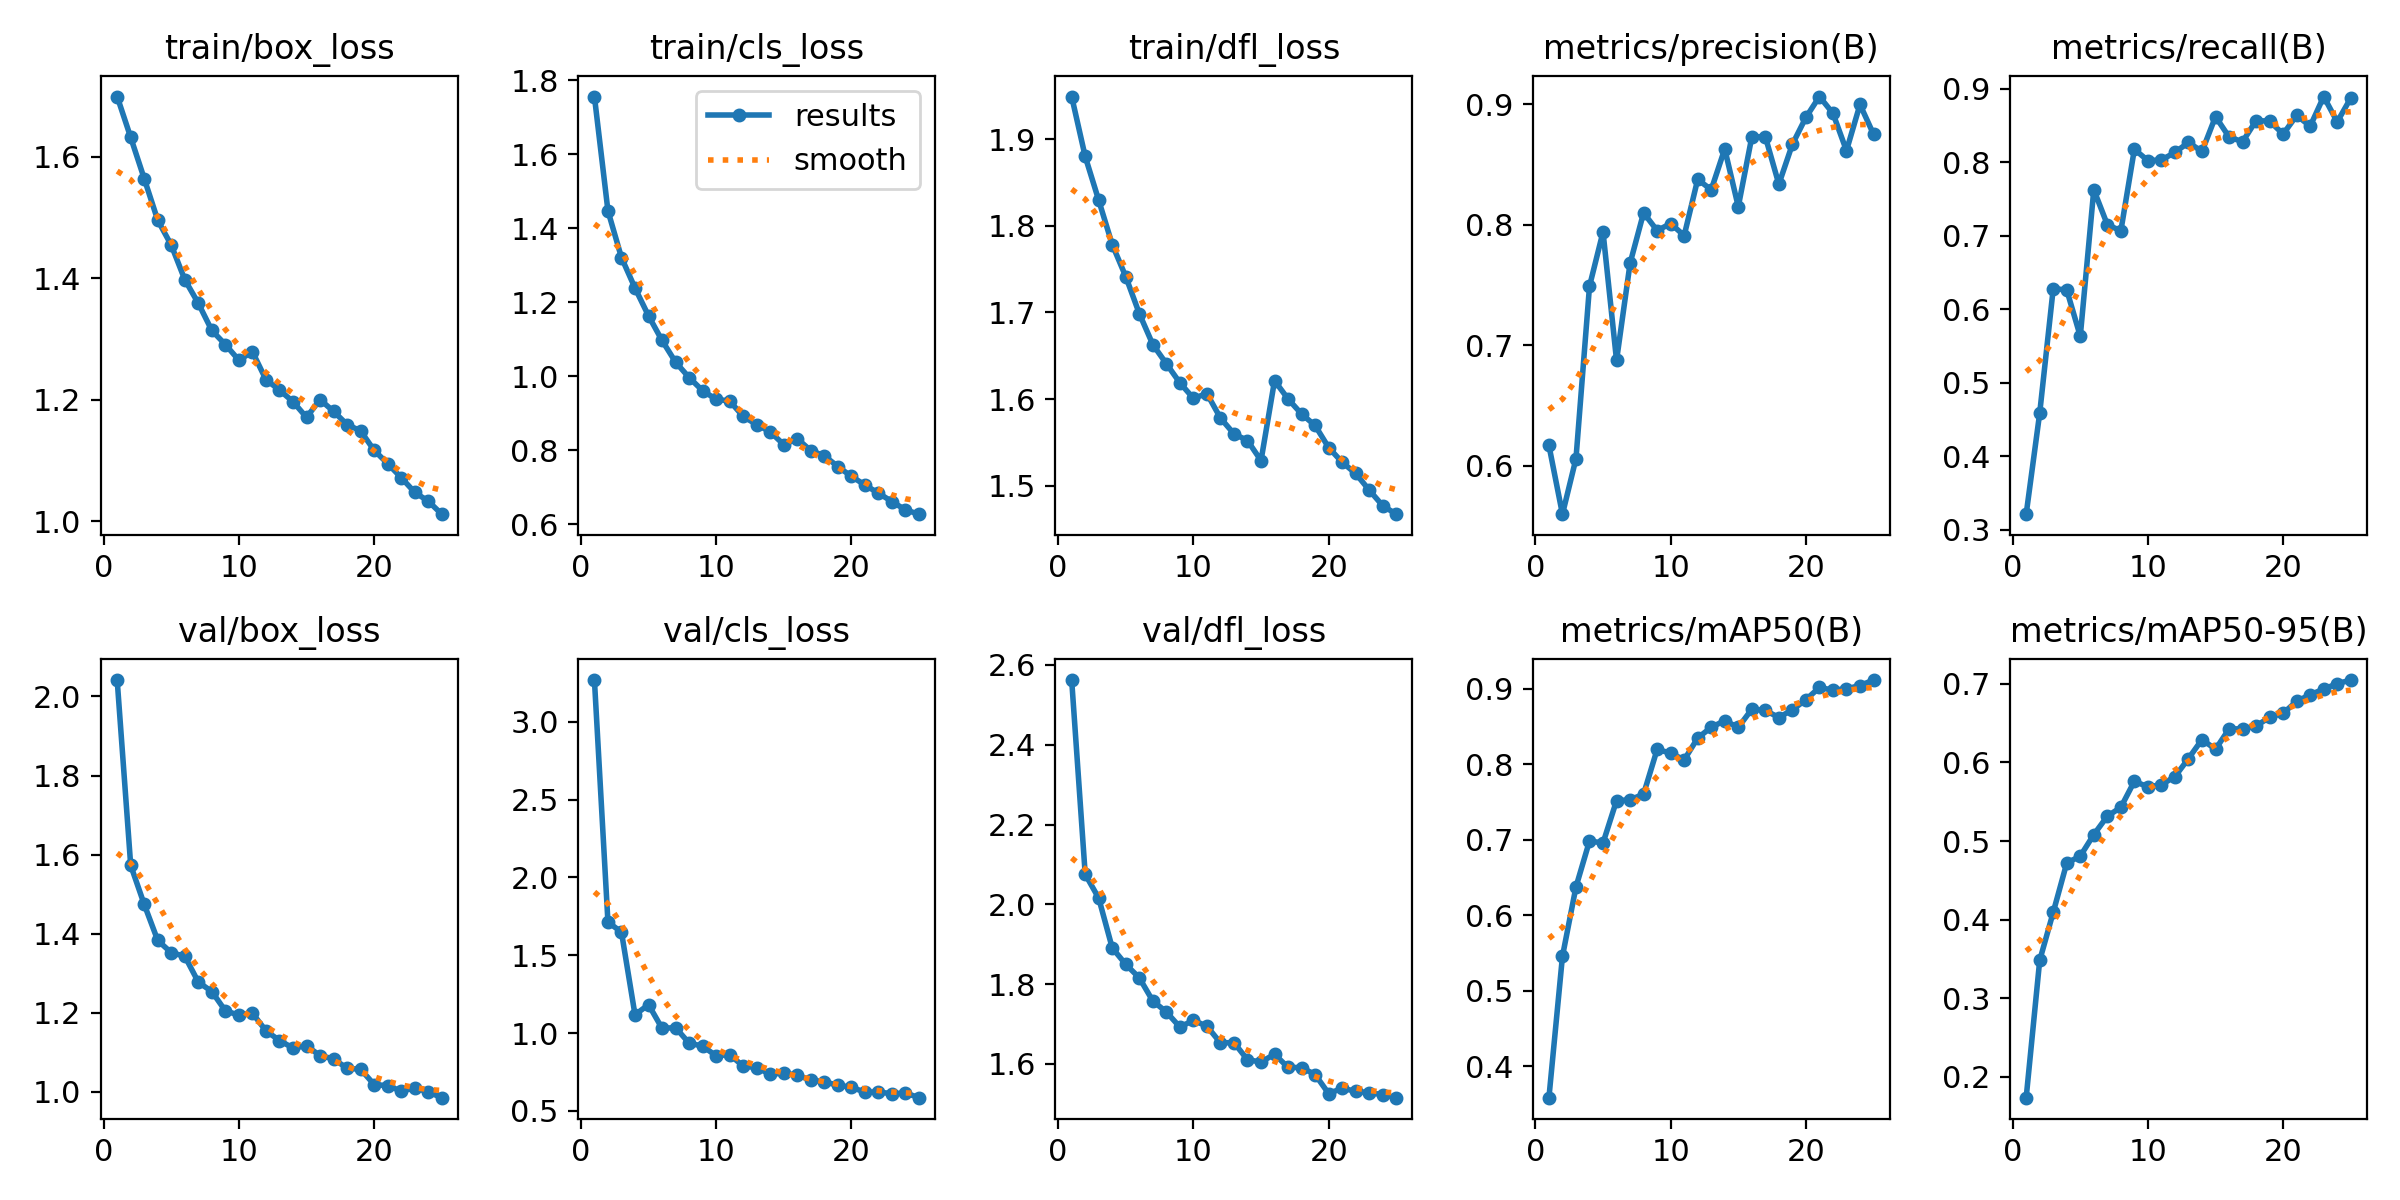 train/box_loss
1.6
1.4
1.2
1.0
0 10 20
train/cls_loss
results
smooth
1.8
1.6
1.4
1.2
1.0
0.8
0.6
0 10 20
train/dfl_loss
1.9
1.8
1.7
1.6
1.5
0 10 20
metrics/precision(B)
0.9
0.8
0.7
0.6
0 10 20
metrics/recall(B)
0.9
0.8
0.7
0.6
0.5
0.4
0.3
0 10 20
val/box_loss
2.0
1.8
1.6
1.4
1.2
1.0
0 10 20
val/cls_loss
3.0
2.5
2.0
1.5
1.0
0.5
0 10 20
val/dfl_loss
2.6
2.4
2.2
2.0
1.8
1.6
0 10 20
metrics/mAP50(B)
0.9
0.8
0.7
0.6
0.5
0.4
0 10 20
metrics/mAP50-95(B)
0.7
0.6
0.5
0.4
0.3
0.2
0 10 20